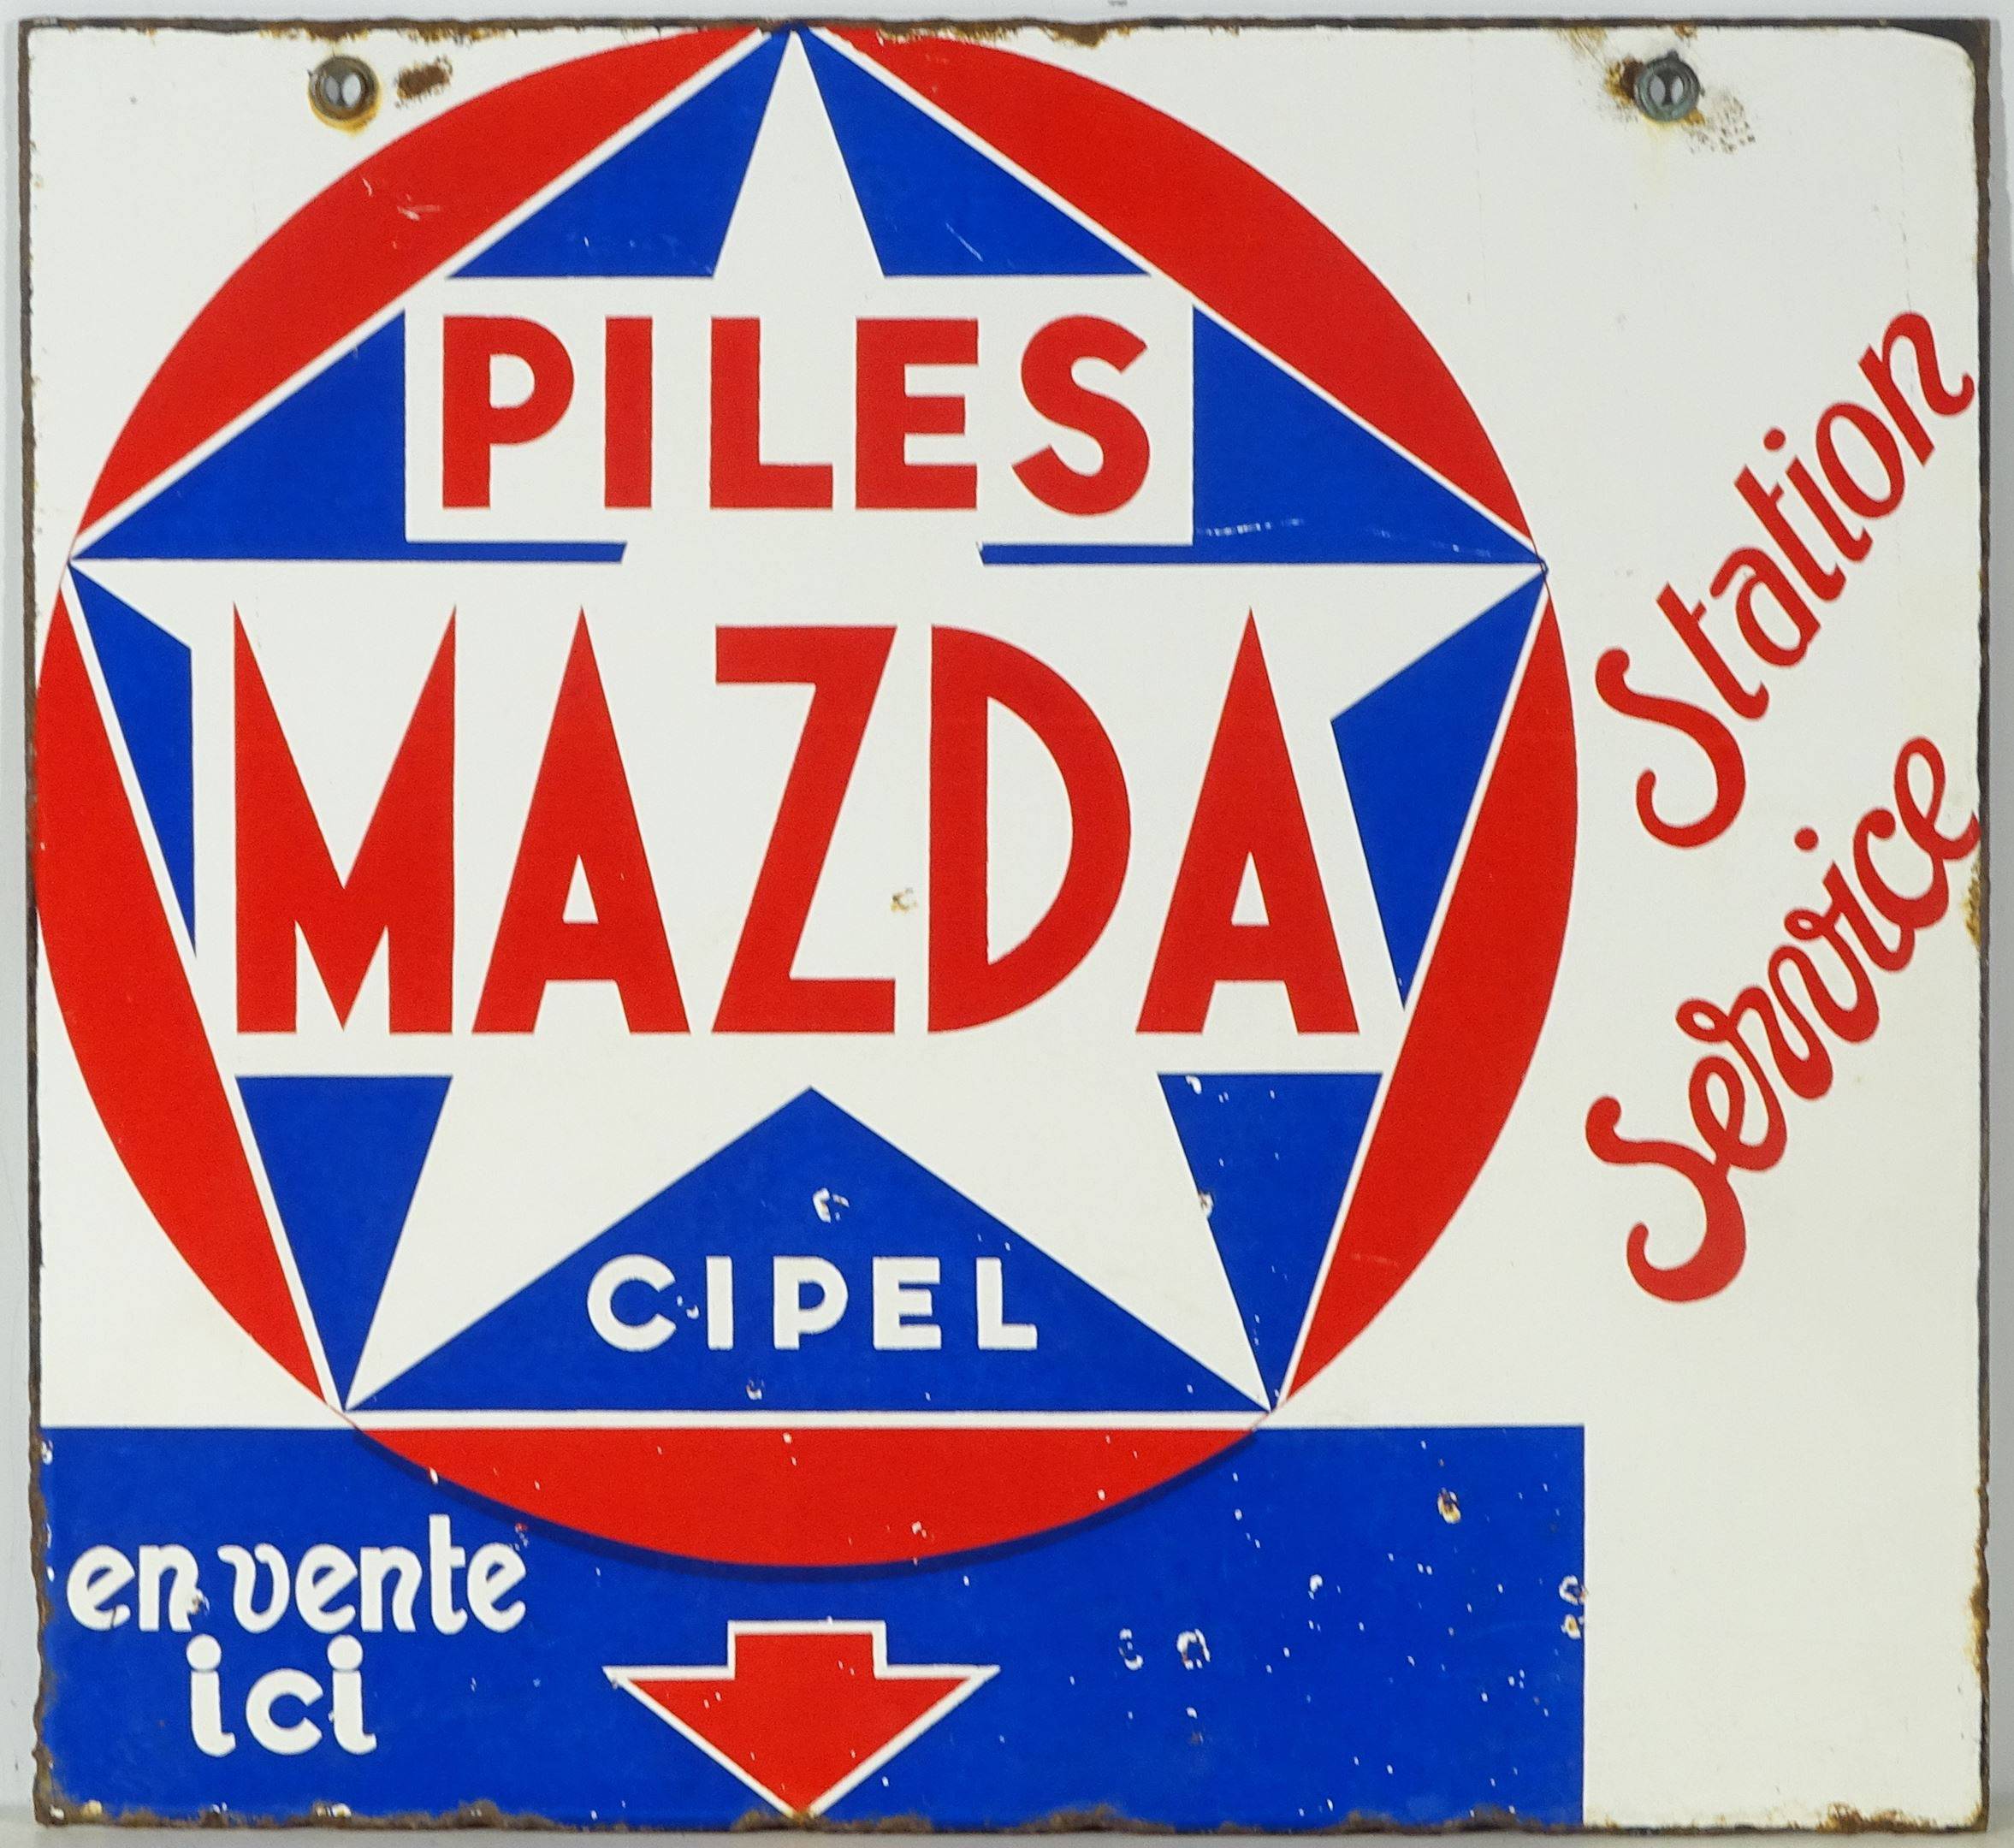 PILES
MAZDA
CIPEL
en vente
ici
Station
Service